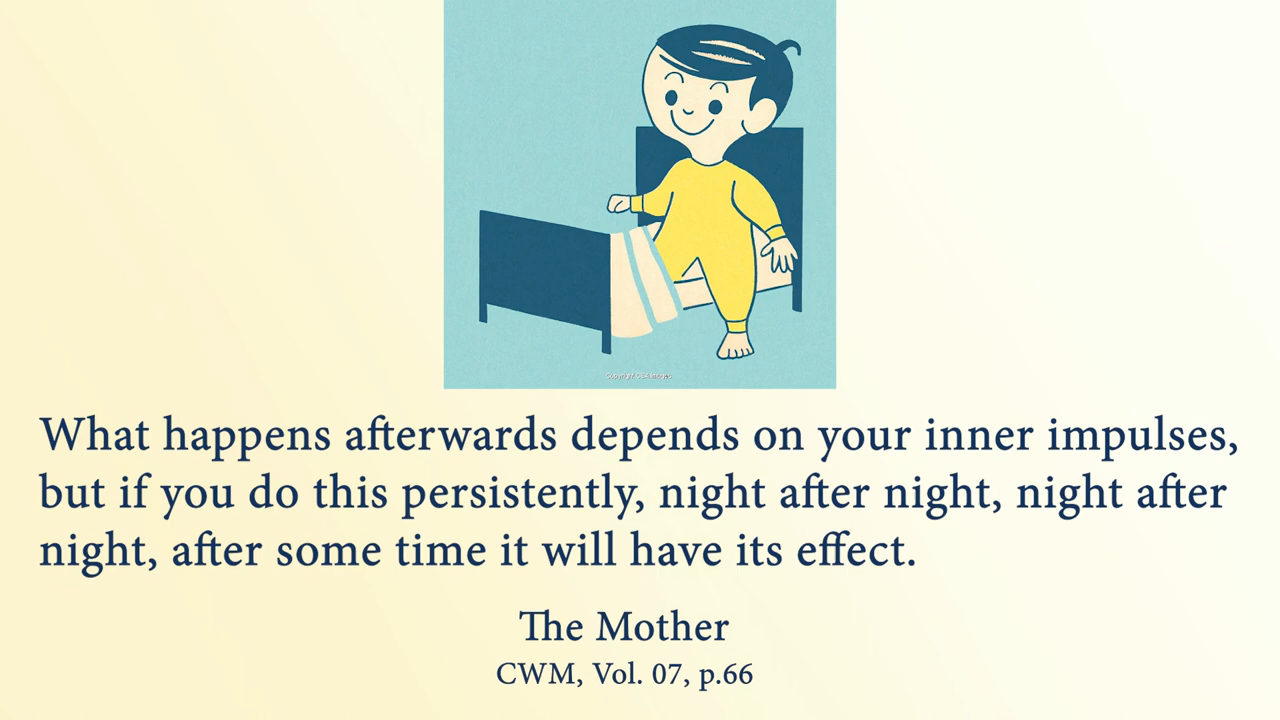 What happens afterwards depends on your inner impulses,
but if you do this persistently, night after night, night after
night, after some time it will have its effect.
The Mother
CWM, Vol. 07, p.66